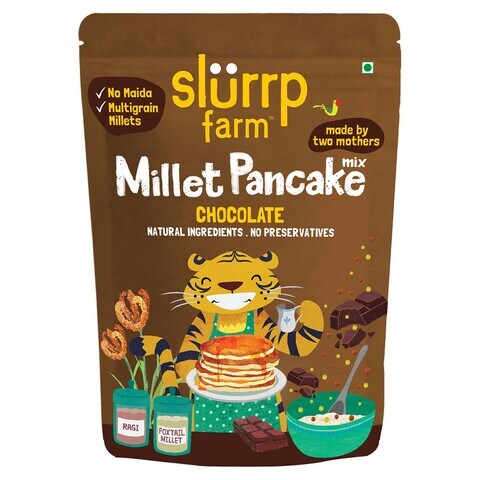 ✓ No Maida
✓ Multigrain
Millets
slürrp
farm™
made by
two mothers
Millet Pancake mix
CHOCOLATE
NATURAL INGREDIENTS . NO PRESERVATIVES
RAGI
FOXTAIL
MILLET